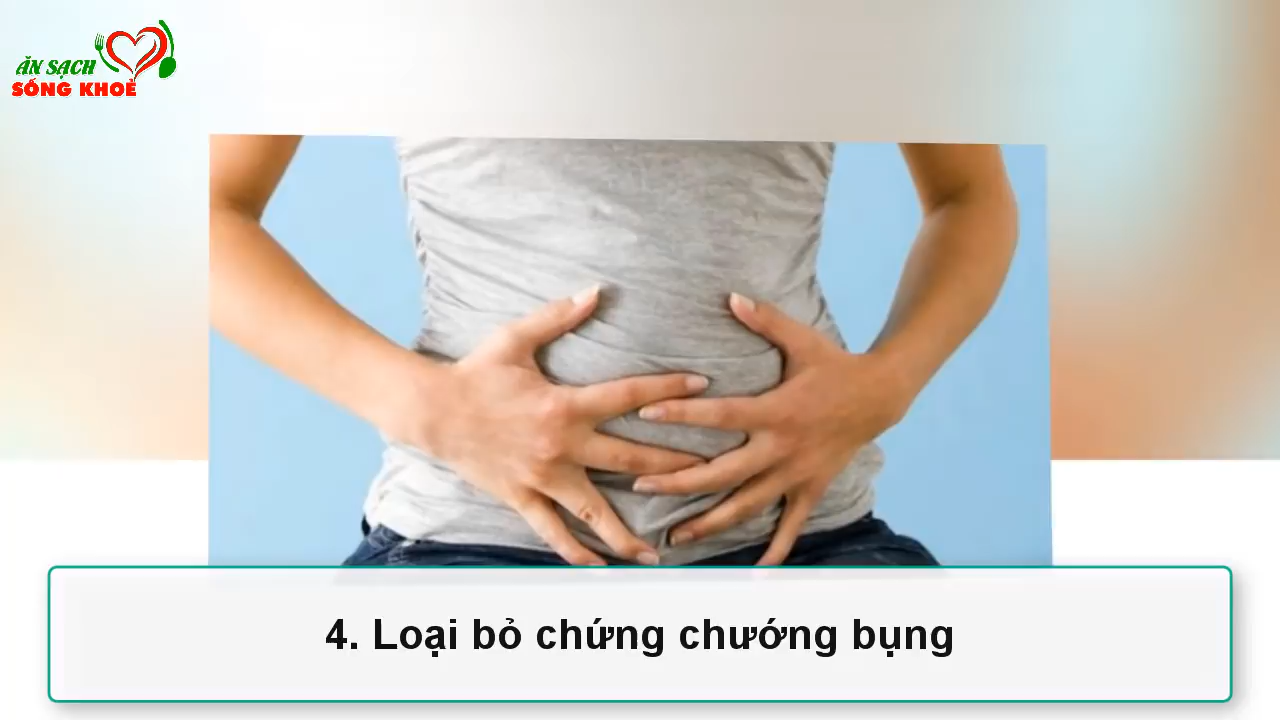 ĂN SẠCH
SỐNG KHOẺ
4. Loại bỏ chứng chướng bụng